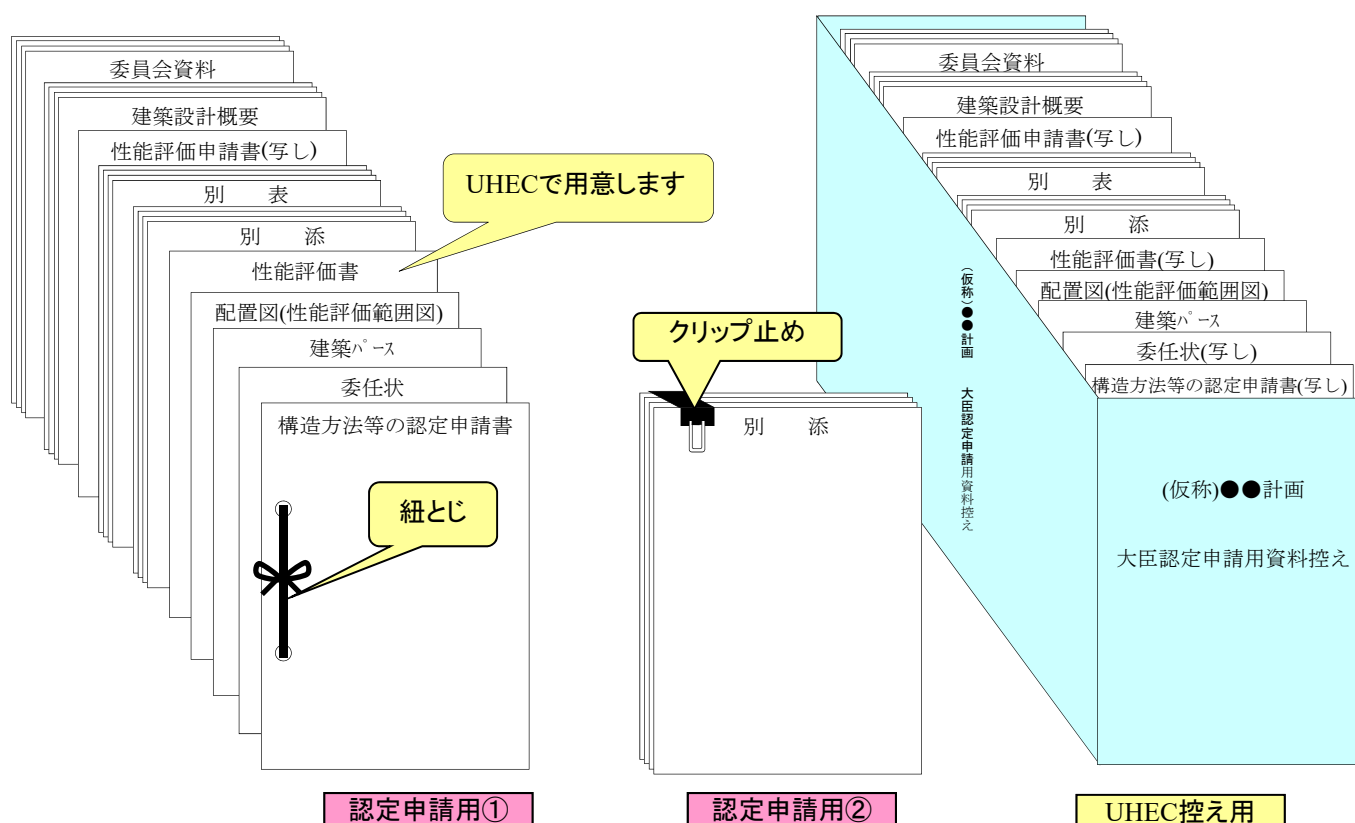 委員会資料
建築設計概要
性能評価申請書(写し)
別　表
別　添
性能評価書
配置図(性能評価範囲図)
建築パース
委任状
構造方法等の認定申請書
UHECで用意します
紐とじ
認定申請用①
クリップ止め
別　添
認定申請用②
委員会資料
建築設計概要
性能評価申請書(写し)
別　表
別　添
性能評価書(写し)
配置図(性能評価範囲図)
建築パース
委任状(写し)
構造方法等の認定申請書(写し)
(仮称)●●計画　大臣認定申請用資料控え
(仮称)●●計画
大臣認定申請用資料控え
UHEC控え用